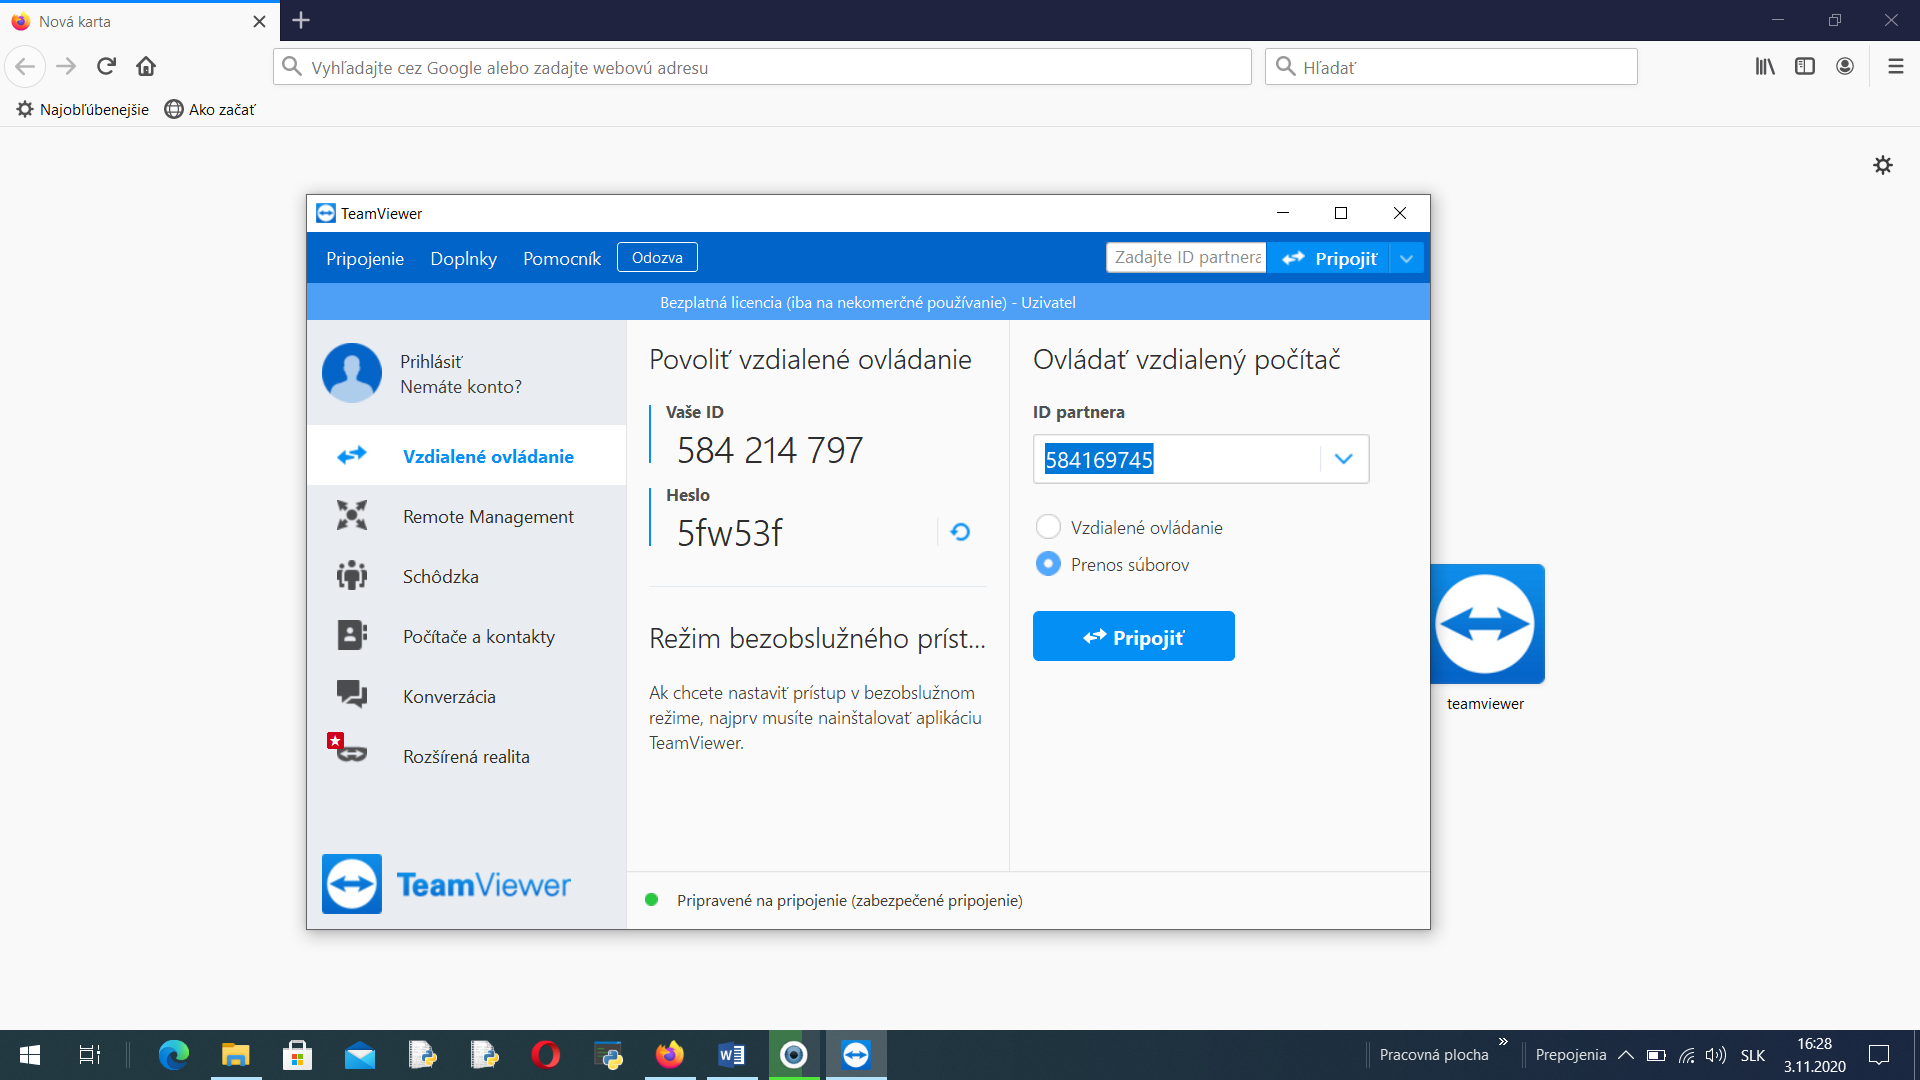 Nová karta
Vyhľadajte cez Google alebo zadajte webovú adresu
Hľadať
Najobľúbenejšie
Ako začať
TeamViewer
Pripojenie
Doplnky
Pomocník
Odozva
Zadajte ID partnera
Pripojiť
Bezplatná licencia (iba na nekomerčné používanie) - Uzivatel
Prihlásiť
Nemáte konto?
Vzdialené ovládanie
Remote Management
Schôdzka
Počítače a kontakty
Konverzácia
Rozšírená realita
TeamViewer
Povoliť vzdialené ovládanie
Vaše ID
584 214 797
Heslo
5fw53f
Režim bezobslužného príst...
Ak chcete nastaviť prístup v bezobslužnom
režime, najprv musíte nainštalovať aplikáciu
TeamViewer.
Ovládať vzdialený počítač
ID partnera
584169745
Vzdialené ovládanie
Prenos súborov
Pripojiť
Pripravené na pripojenie (zabezpečené pripojenie)
teamviewer
Pracovná plocha
Prepojenia
SLK
16:28
3.11.2020